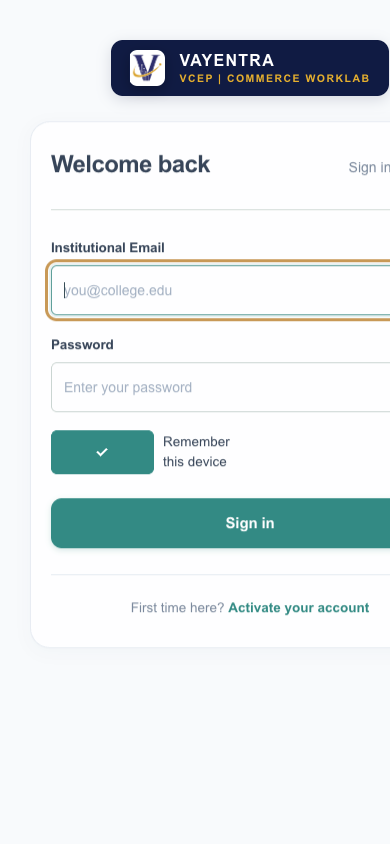 VAYENTRA
VCEP | COMMERCE WORKLAB
Welcome back
Sign in
Institutional Email
you@college.edu
Password
Enter your password
Remember
this device
Sign in
First time here? Activate your account